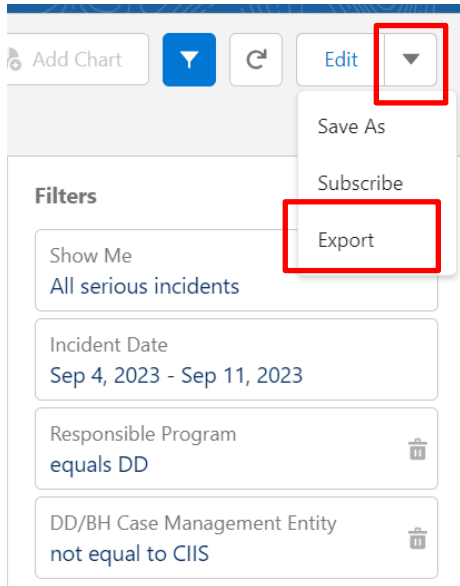 Add Chart
Edit
Save As
Subscribe
Export
Filters
Show Me
All serious incidents
Incident Date
Sep 4, 2023 - Sep 11, 2023
Responsible Program
equals DD
DD/BH Case Management Entity
not equal to CIIS